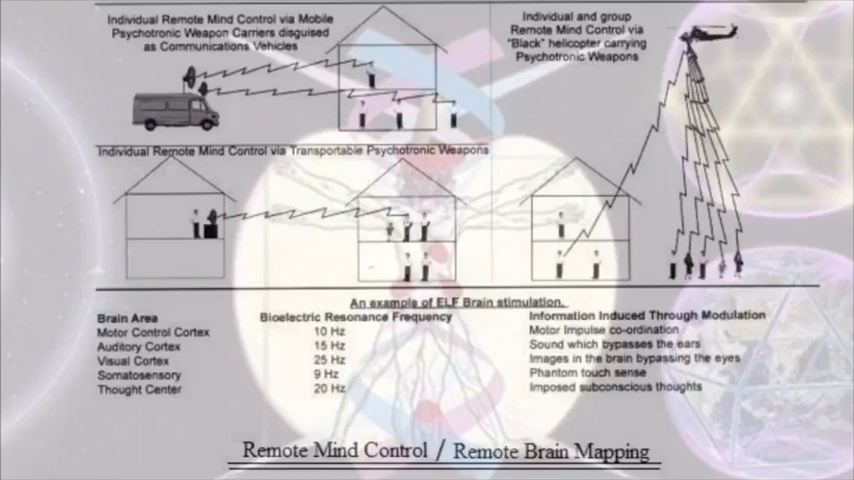 Individual Remote Mind Control via Mobile
Psychotronic Weapon Carriers disguised
as Communications Vehicles
Individual and group
Remote Mind Control via
"Black" helicopter carrying
Psychotronic Weapons
Individual Remote Mind Control via Transportable Psychotronic Weapons
An example of ELF Brain stimulation.
Brain Area Bioelectric Resonance Frequency Information Induced Through Modulation
Motor Control Cortex 10 Hz Motor Impulse co-ordination
Auditory Cortex 15 Hz Sound which bypasses the ears
Visual Cortex 25 Hz Images in the brain bypassing the eyes
Somatosensory 9 Hz Phantom touch sense
Thought Center 20 Hz Imposed subconscious thoughts
Remote Mind Control / Remote Brain Mapping